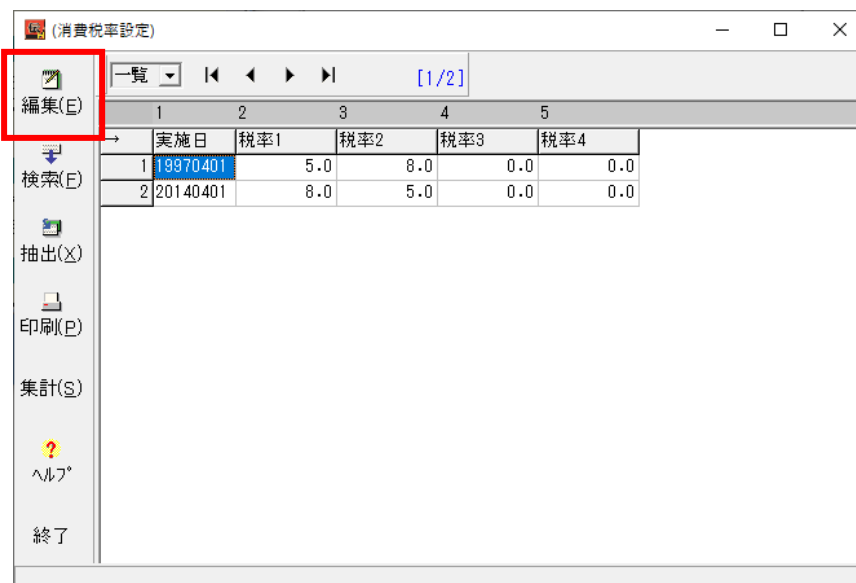 (消費税率設定)
編集(E)
一覧
[1/2]
1 2 3 4 5
→ 実施日 税率1 税率2 税率3 税率4
1 19970401 5.0 8.0 0.0 0.0
2 20140401 8.0 5.0 0.0 0.0
検索(F)
抽出(X)
印刷(P)
集計(S)
?
ﾍﾙﾌﾟ
終了